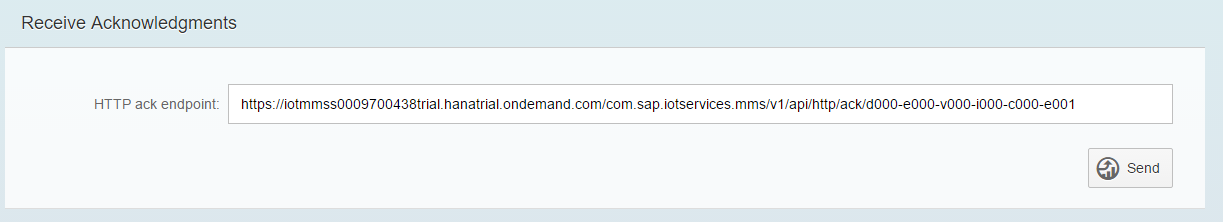 Receive Acknowledgments
HTTP ack endpoint: https://iotmmss0009700438trial.hanatrial.ondemand.com/com.sap.iotservices.mms/v1/api/http/ack/d000-e000-v000-i000-c000-e001
Send